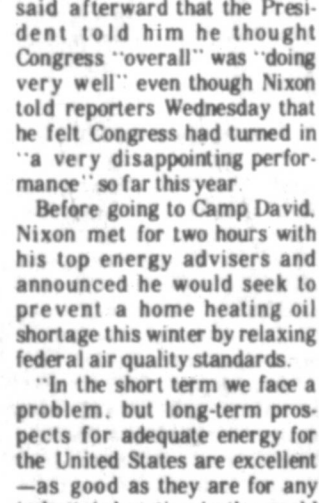 said afterward that the Presi-
dent told him he thought
Congress "overall" was "doing
very well" even though Nixon
told reporters Wednesday that
he felt Congress had turned in
"a very disappointing perfor-
mance" so far this year.
Before going to Camp David,
Nixon met for two hours with
his top energy advisers and
announced he would seek to
prevent a home heating oil
shortage this winter by relaxing
federal air quality standards.
"In the short term we face a
problem, but long-term pros-
pects for adequate energy for
the United States are excellent
—as good as they are for any